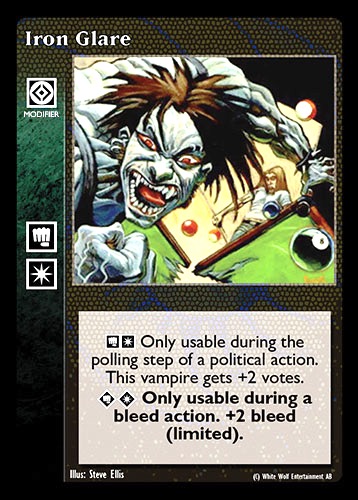 Iron Glare
MODIFIER
8
Only usable during the
polling step of a political action.
This vampire gets +2 votes.
Only usable during a
bleed action. +2 bleed
(limited).
Illus: Steve Ellis
(C) White Wolf Entertainment AB